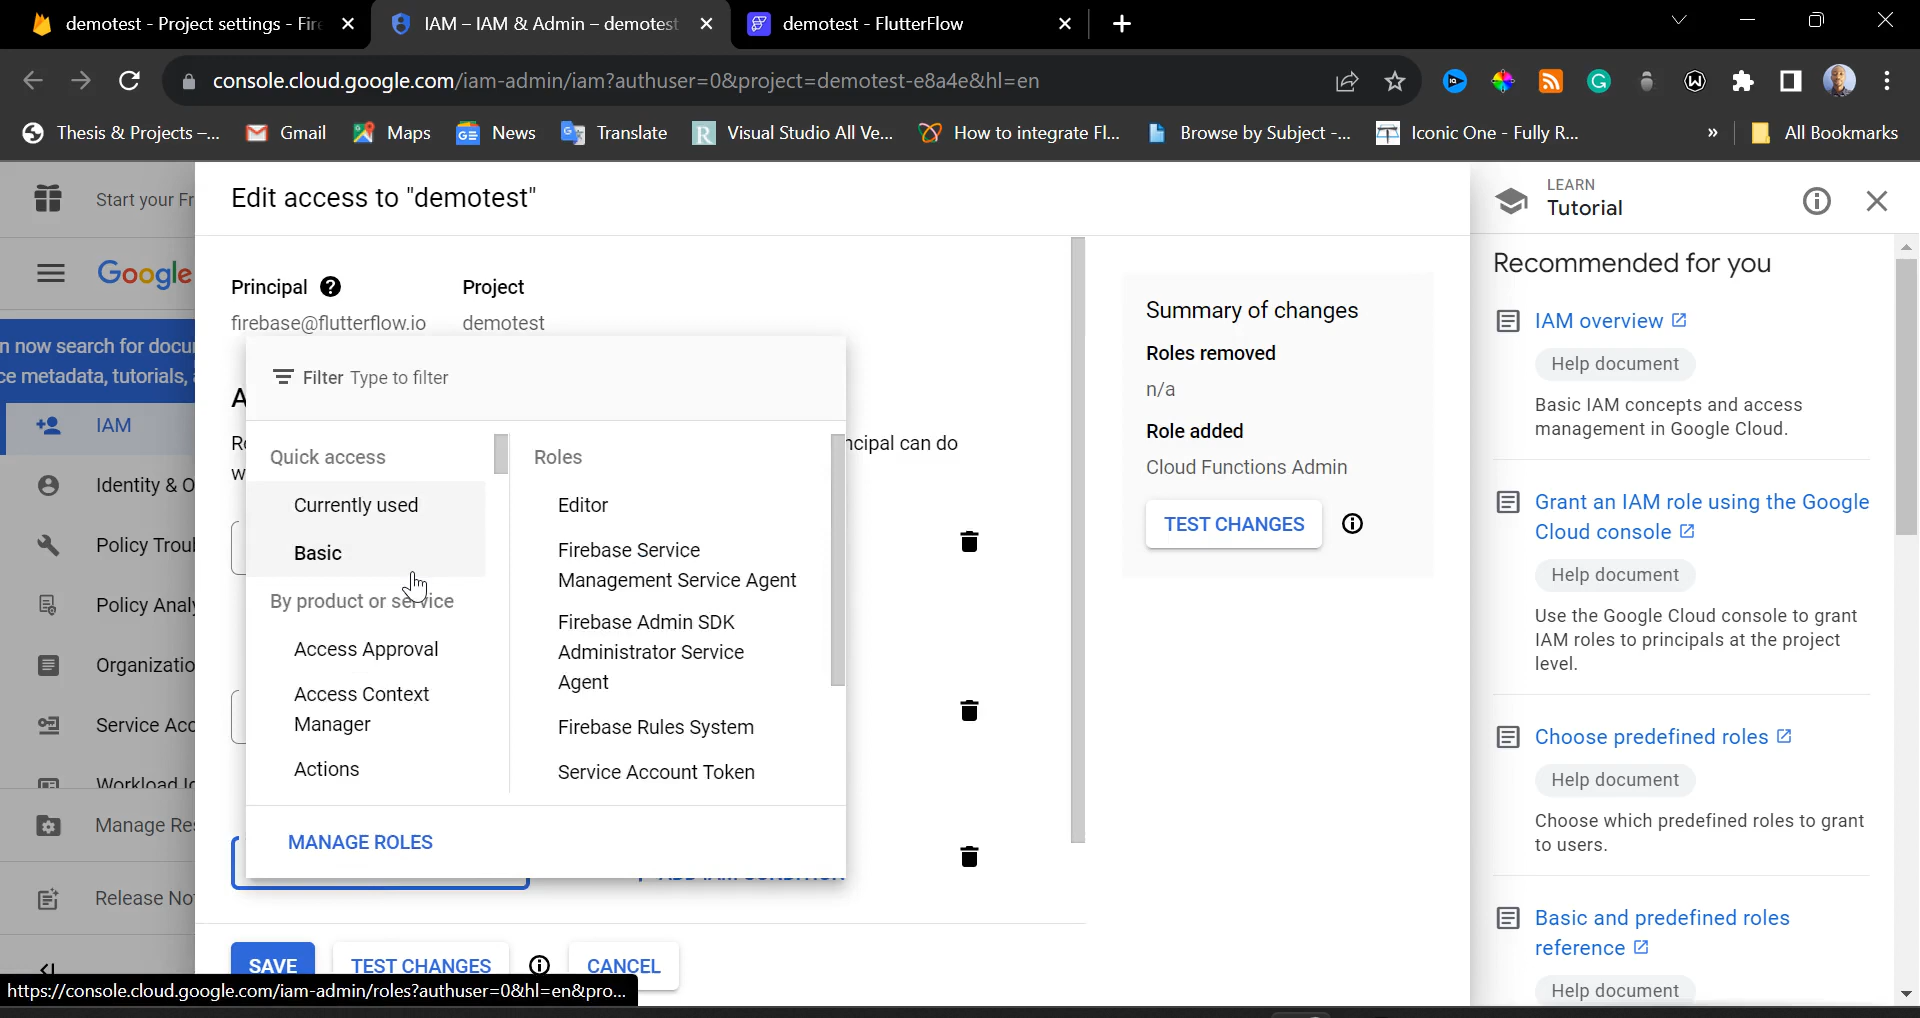 demotest - Project settings - Fire
IAM – IAM & Admin – demotest
demotest - FlutterFlow
console.cloud.google.com/iam-admin/iam?authuser=0&project=demotest-e8a4e&hl=en
Thesis & Projects –...
Gmail
Maps
News
Translate
Visual Studio All Ve...
How to integrate Fl...
Browse by Subject -...
Iconic One - Fully R...
»
All Bookmarks
Start your Fr
Google
n now search for docu
ce metadata, tutorials,
IAM
Identity & O
Policy Troul
Policy Analy
Organizatio
Service Acc
Workload Id
Manage Res
Release Not
Edit access to "demotest"
Principal
Project
firebase@flutterflow.io
demotest
A
Ro
ncipal can do
w
Filter Type to filter
Quick access
Currently used
Basic
By product or service
Access Approval
Access Context
Manager
Actions
Roles
Editor
Firebase Service
Management Service Agent
Firebase Admin SDK
Administrator Service
Agent
Firebase Rules System
Service Account Token
MANAGE ROLES
+ ADD IAM CONDITION
SAVE
TEST CHANGES
CANCEL
Summary of changes
Roles removed
n/a
Role added
Cloud Functions Admin
TEST CHANGES
LEARN
Tutorial
Recommended for you
IAM overview
Help document
Basic IAM concepts and access
management in Google Cloud.
Grant an IAM role using the Google
Cloud console
Help document
Use the Google Cloud console to grant
IAM roles to principals at the project
level.
Choose predefined roles
Help document
Choose which predefined roles to grant
to users.
Basic and predefined roles
reference
Help document
https://console.cloud.google.com/iam-admin/roles?authuser=0&hl=en&pro...